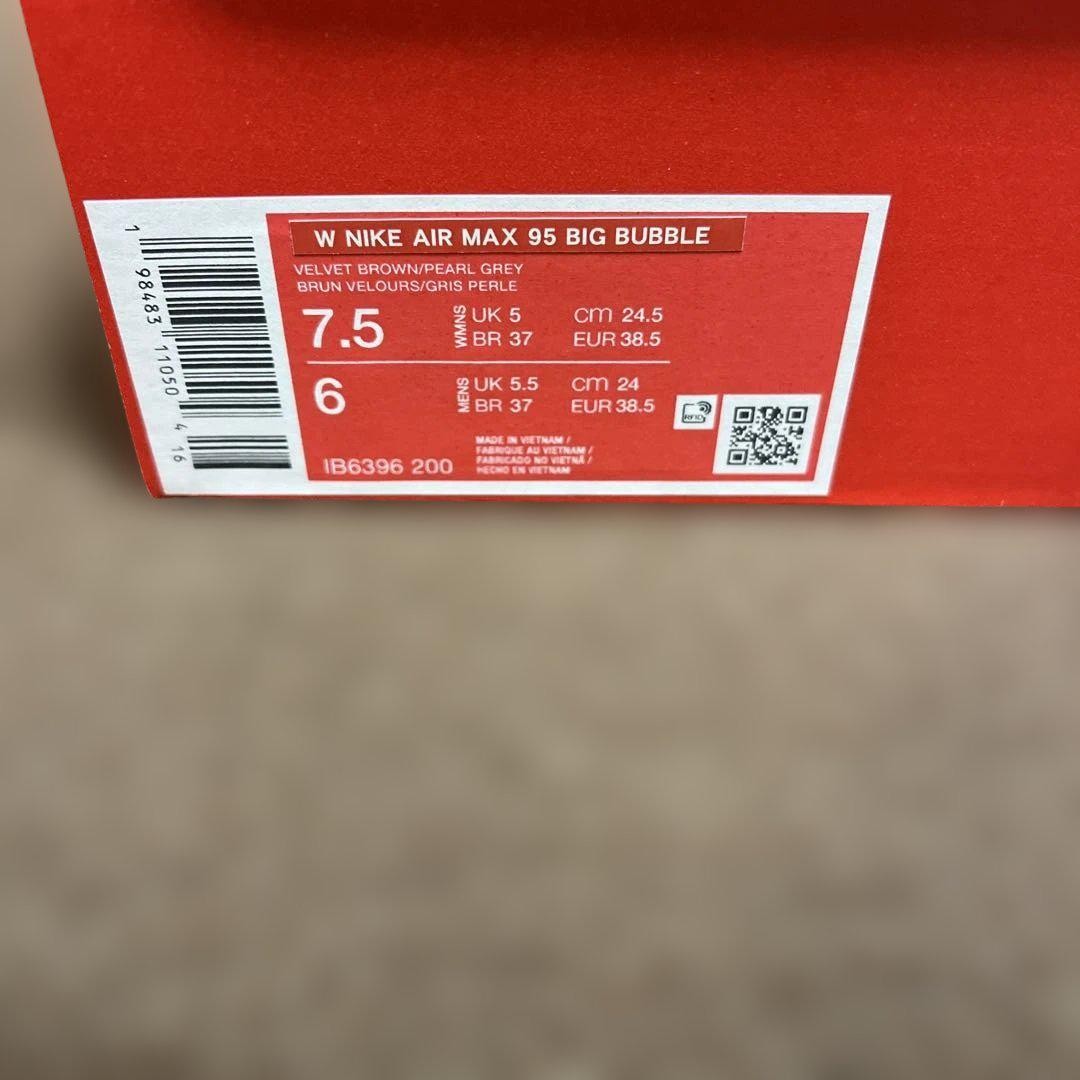 W NIKE AIR MAX 95 BIG BUBBLE
VELVET BROWN/PEARL GREY
BRUN VELOURS/GRIS PERLE
7.5 WMNS UK 5 cm 24.5
BR 37 EUR 38.5
6 MENS UK 5.5 cm 24
BR 37 EUR 38.5
RFID
MADE IN VIETNAM /
FABRIQUE AU VIETNAM /
FABRICADO NO VIETNÃ /
HECHO EN VIETNAM
IB6396 200
1 98483 11050 4 16